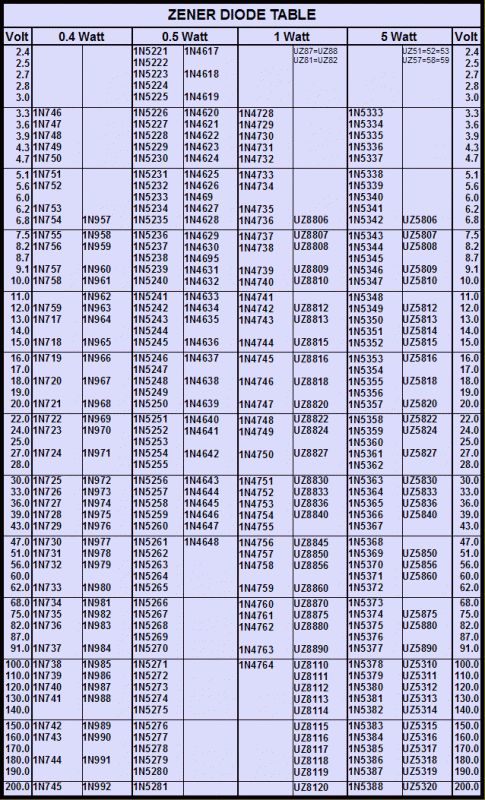 ZENER DIODE TABLE
Volt 0.4 Watt 0.5 Watt 1 Watt 5 Watt Volt
2.4 1N5221 1N4617 UZ87=UZ88 UZ51=52=53 2.4
2.5 1N5222 UZ81=UZ82 UZ57=58=59 2.5
2.7 1N5223 1N4618 2.7
2.8 1N5224 2.8
3.0 1N5225 1N4619 3.0
3.3 1N746 1N5226 1N4620 1N4728 1N5333 3.3
3.6 1N747 1N5227 1N4621 1N4729 1N5334 3.6
3.9 1N748 1N5228 1N4622 1N4730 1N5335 3.9
4.3 1N749 1N5229 1N4623 1N4731 1N5336 4.3
4.7 1N750 1N5230 1N4624 1N4732 1N5337 4.7
5.1 1N751 1N5231 1N4625 1N4733 1N5338 5.1
5.6 1N752 1N5232 1N4626 1N4734 1N5339 5.6
6.0 1N5233 1N469 1N5340 6.0
6.2 1N753 1N5234 1N4627 1N4735 1N5341 6.2
6.8 1N754 1N957 1N5235 1N4628 1N4736 UZ8806 1N5342 UZ5806 6.8
7.5 1N755 1N958 1N5236 1N4629 1N4737 UZ8807 1N5343 UZ5807 7.5
8.2 1N756 1N959 1N5237 1N4630 1N4738 UZ8808 1N5344 UZ5808 8.2
8.7 1N5238 1N4695 1N5345 8.7
9.1 1N757 1N960 1N5239 1N4631 1N4739 UZ8809 1N5346 UZ5809 9.1
10.0 1N758 1N961 1N5240 1N4632 1N4740 UZ8810 1N5347 UZ5810 10.0
11.0 1N962 1N5241 1N4633 1N4741 1N5348 11.0
12.0 1N759 1N963 1N5242 1N4634 1N4742 UZ8812 1N5349 UZ5812 12.0
13.0 1N717 1N964 1N5243 1N4635 1N4743 UZ8813 1N5350 UZ5813 13.0
14.0 1N5244 1N5351 UZ5814 14.0
15.0 1N718 1N965 1N5245 1N4636 1N4744 UZ8815 1N5352 UZ5815 15.0
16.0 1N719 1N966 1N5246 1N4637 1N4745 UZ8816 1N5353 UZ5816 16.0
17.0 1N5247 1N5354 17.0
18.0 1N720 1N967 1N5248 1N4638 1N4746 UZ8818 1N5355 UZ5818 18.0
19.0 1N5249 1N5356 19.0
20.0 1N721 1N968 1N5250 1N4639 1N4747 UZ8820 1N5357 UZ5820 20.0
22.0 1N722 1N969 1N5251 1N4640 1N4748 UZ8822 1N5358 UZ5822 22.0
24.0 1N723 1N970 1N5252 1N4641 1N4749 UZ8824 1N5359 UZ5824 24.0
25.0 1N5253 1N5360 25.0
27.0 1N724 1N971 1N5254 1N4642 1N4750 UZ8827 1N5361 UZ5827 27.0
28.0 1N5255 1N5362 28.0
30.0 1N725 1N972 1N5256 1N4643 1N4751 UZ8830 1N5363 UZ5830 30.0
33.0 1N726 1N973 1N5257 1N4644 1N4752 UZ8833 1N5364 UZ5833 33.0
36.0 1N727 1N974 1N5258 1N4645 1N4753 UZ8836 1N5365 UZ5836 36.0
39.0 1N728 1N975 1N5259 1N4646 1N4754 UZ8840 1N5366 UZ5840 39.0
43.0 1N729 1N976 1N5260 1N4647 1N4755 1N5367 43.0
47.0 1N730 1N977 1N5261 1N4648 1N4756 UZ8845 1N5368 47.0
51.0 1N731 1N978 1N5262 1N4757 UZ8850 1N5369 UZ5850 51.0
56.0 1N732 1N979 1N5263 1N4758 UZ8856 1N5370 UZ5856 56.0
60.0 1N5264 1N5371 UZ5860 60.0
62.0 1N733 1N980 1N5265 1N4759 UZ8860 1N5372 62.0
68.0 1N734 1N981 1N5266 1N4760 UZ8870 1N5373 68.0
75.0 1N735 1N982 1N5267 1N4761 UZ8875 1N5374 UZ5875 75.0
82.0 1N736 1N983 1N5268 1N4762 UZ8880 1N5375 UZ5880 82.0
87.0 1N5269 1N5376 87.0
91.0 1N737 1N984 1N5270 1N4763 UZ8890 1N5377 UZ5890 91.0
100.0 1N738 1N985 1N5271 1N4764 UZ8110 1N5378 UZ5310 100.0
110.0 1N739 1N986 1N5272 UZ8111 1N5379 UZ5311 110.0
120.0 1N740 1N987 1N5273 UZ8112 1N5380 UZ5312 120.0
130.0 1N741 1N988 1N5274 UZ8113 1N5381 UZ5313 130.0
140.0 1N5275 UZ8114 1N5382 UZ5314 140.0
150.0 1N742 1N989 1N5276 UZ8115 1N5383 UZ5315 150.0
160.0 1N743 1N990 1N5277 UZ8116 1N5384 UZ5316 160.0
170.0 1N5278 UZ8117 1N5385 UZ5317 170.0
180.0 1N744 1N991 1N5279 UZ8118 1N5386 UZ5318 180.0
190.0 1N5280 UZ8119 1N5387 UZ5319 190.0
200.0 1N745 1N992 1N5281 UZ8120 1N5388 UZ5320 200.0